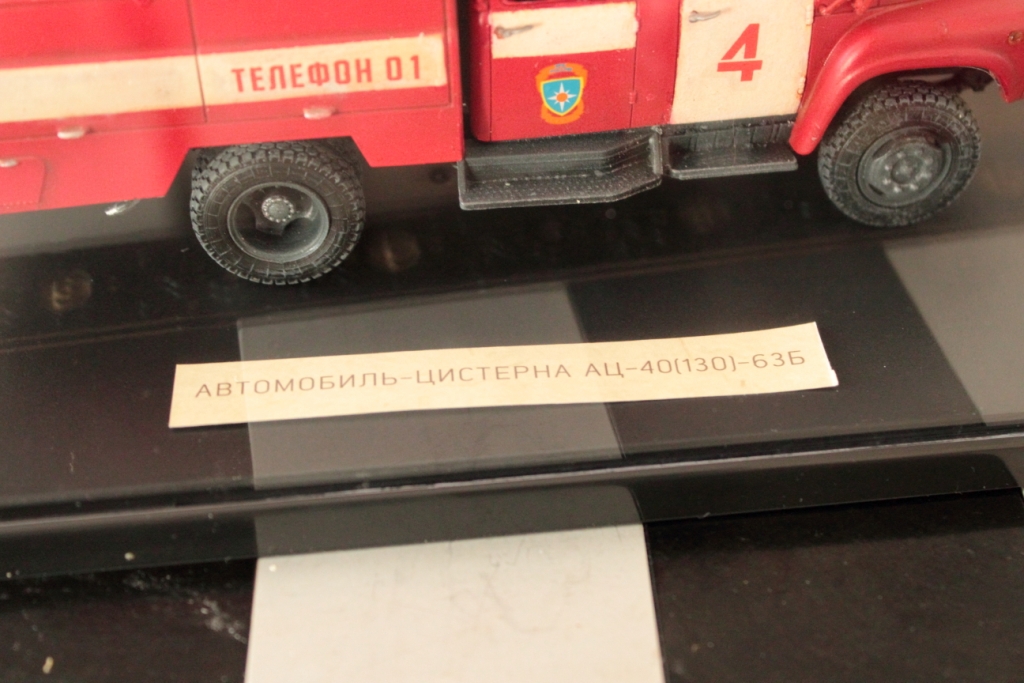 ТЕЛЕФОН 01
4
АВТОМОБИЛЬ-ЦИСТЕРНА АЦ-40(130)-63Б